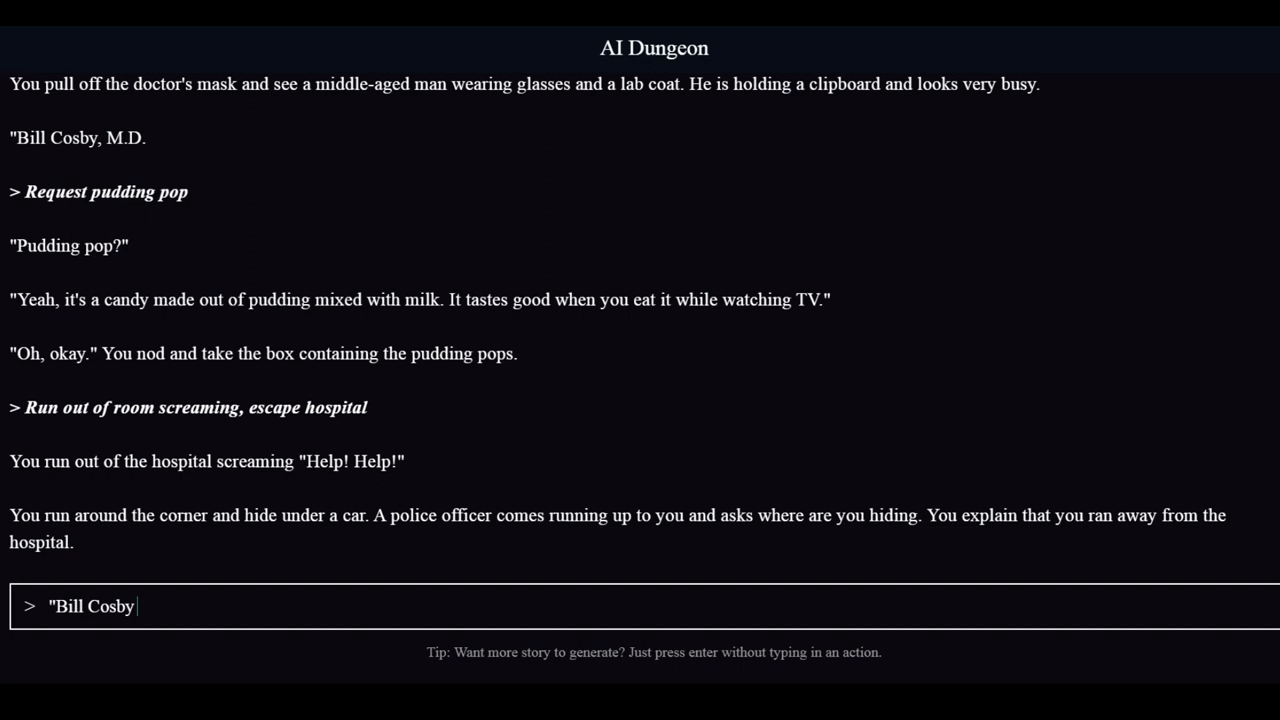 AI Dungeon
You pull off the doctor's mask and see a middle-aged man wearing glasses and a lab coat. He is holding a clipboard and looks very busy.
"Bill Cosby, M.D.
> Request pudding pop
"Pudding pop?"
"Yeah, it's a candy made out of pudding mixed with milk. It tastes good when you eat it while watching TV."
"Oh, okay." You nod and take the box containing the pudding pops.
> Run out of room screaming, escape hospital
You run out of the hospital screaming "Help! Help!"
You run around the corner and hide under a car. A police officer comes running up to you and asks where are you hiding. You explain that you ran away from the
hospital.
> "Bill Cosby
Tip: Want more story to generate? Just press enter without typing in an action.